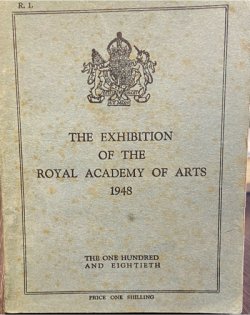 R. I.
THE EXHIBITION
OF THE
ROYAL ACADEMY OF ARTS
1948
THE ONE HUNDRED
AND EIGHTIETH
PRICE ONE SHILLING